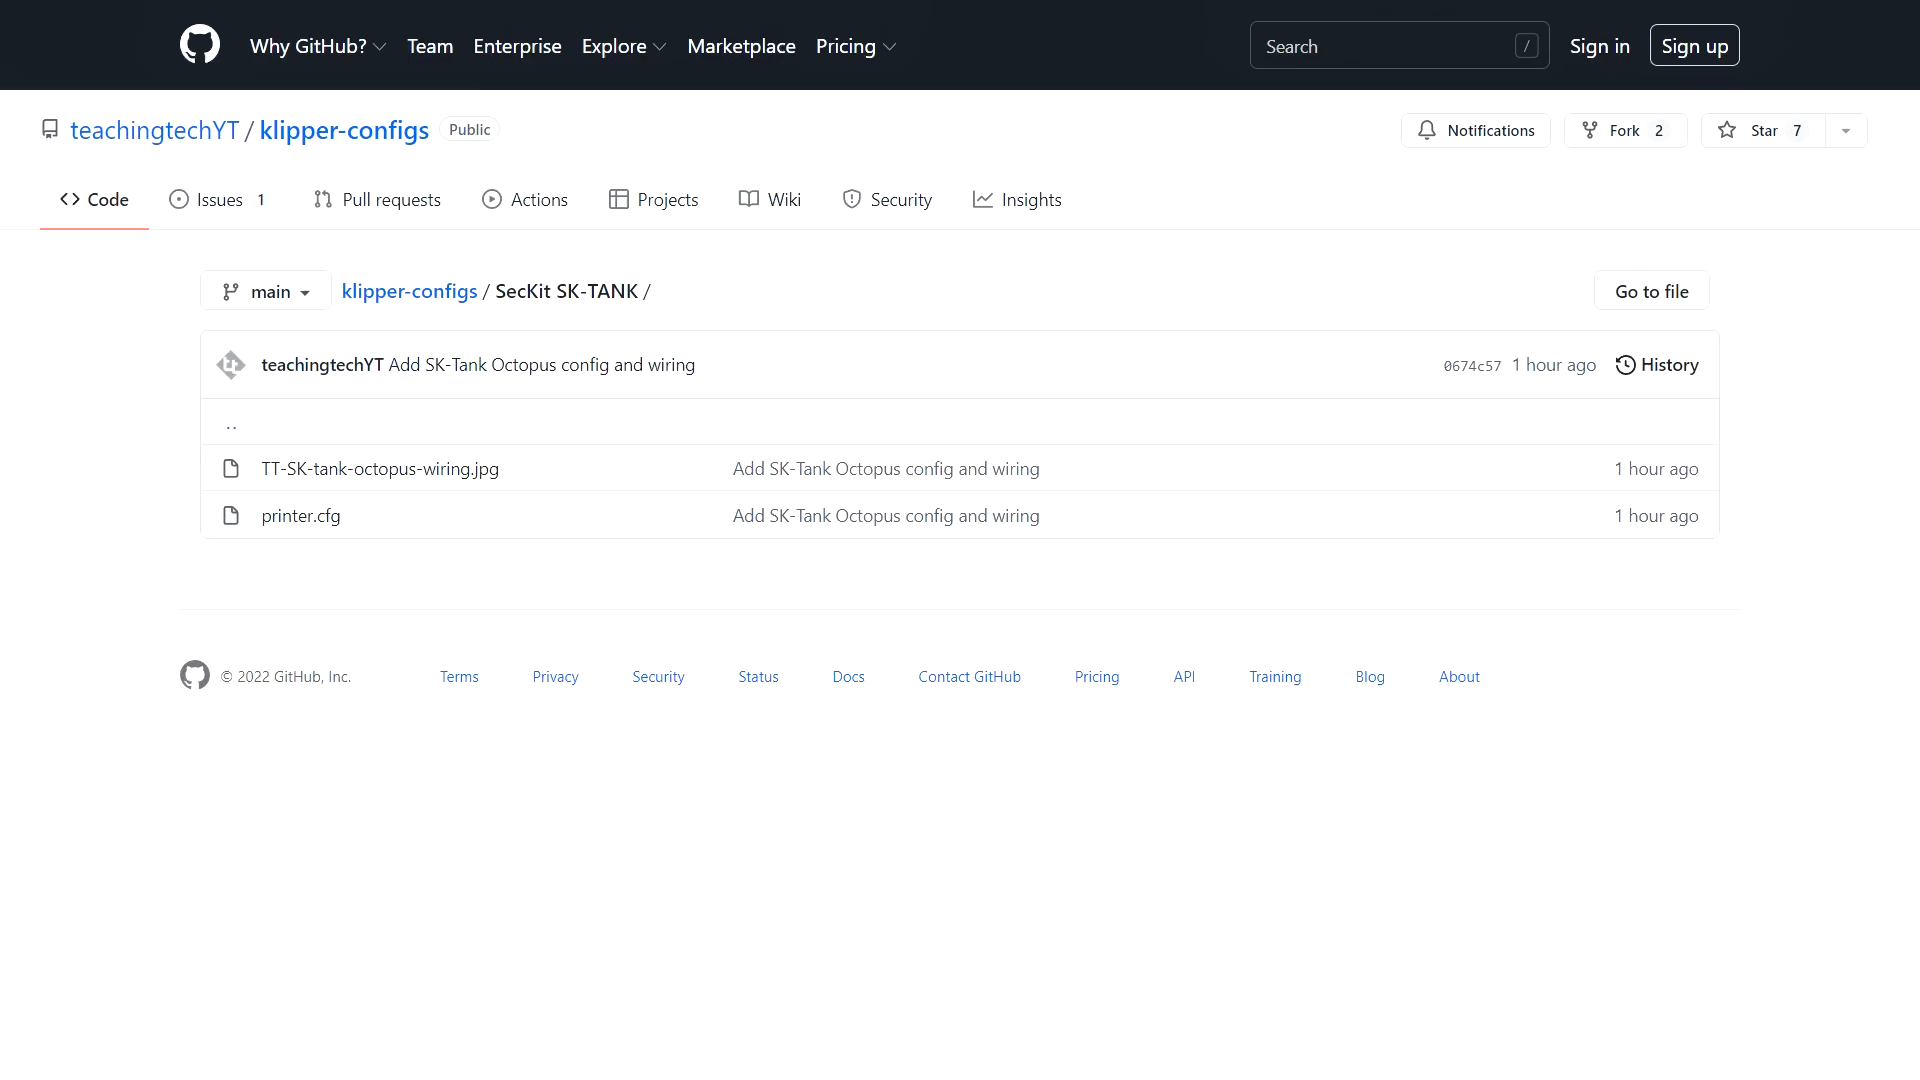 Why GitHub? Team Enterprise Explore Marketplace Pricing Search / Sign in Sign up
teachingtechYT / klipper-configs Public Notifications Fork 2 Star 7
Code Issues 1 Pull requests Actions Projects Wiki Security Insights
main klipper-configs / SecKit SK-TANK / Go to file
teachingtechYT Add SK-Tank Octopus config and wiring 0674c57 1 hour ago History
..
TT-SK-tank-octopus-wiring.jpg Add SK-Tank Octopus config and wiring 1 hour ago
printer.cfg Add SK-Tank Octopus config and wiring 1 hour ago
© 2022 GitHub, Inc. Terms Privacy Security Status Docs Contact GitHub Pricing API Training Blog About